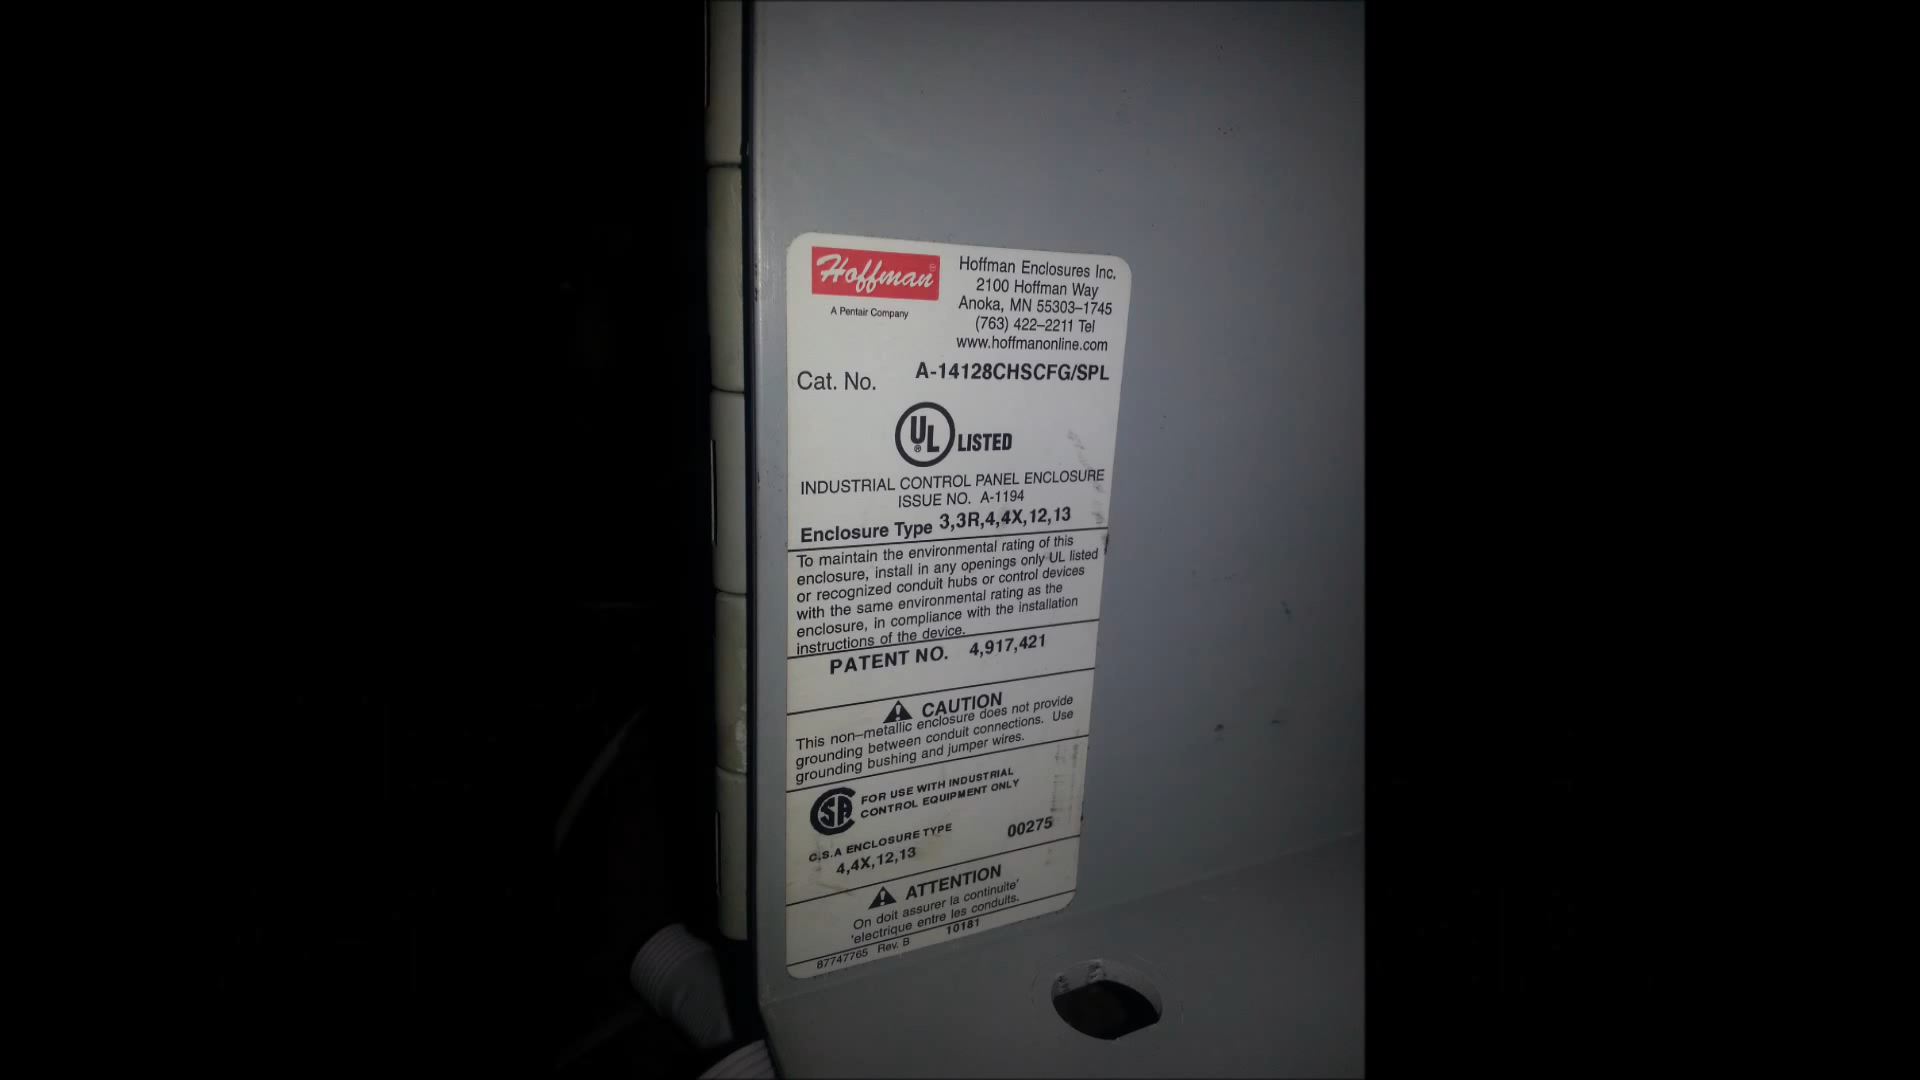 Hoffman®
A Pentair Company
Hoffman Enclosures Inc.
2100 Hoffman Way
Anoka, MN 55303–1745
(763) 422–2211 Tel
www.hoffmanonline.com
Cat. No. A-14128CHSCFG/SPL
UL® LISTED
INDUSTRIAL CONTROL PANEL ENCLOSURE
ISSUE NO. A-1194
Enclosure Type 3,3R,4,4X,12,13
To maintain the environmental rating of this
enclosure, install in any openings only UL listed
or recognized conduit hubs or control devices
with the same environmental rating as the
enclosure, in compliance with the installation
instructions of the device.
PATENT NO. 4,917,421
CAUTION
This non–metallic enclosure does not provide
grounding between conduit connections. Use
grounding bushing and jumper wires.
SA FOR USE WITH INDUSTRIAL
CONTROL EQUIPMENT ONLY
C.S.A ENCLOSURE TYPE 00275
4,4X,12,13
ATTENTION
On doit assurer la continuite'
'electrique entre les conduits.
87747765 Rev. B 10181